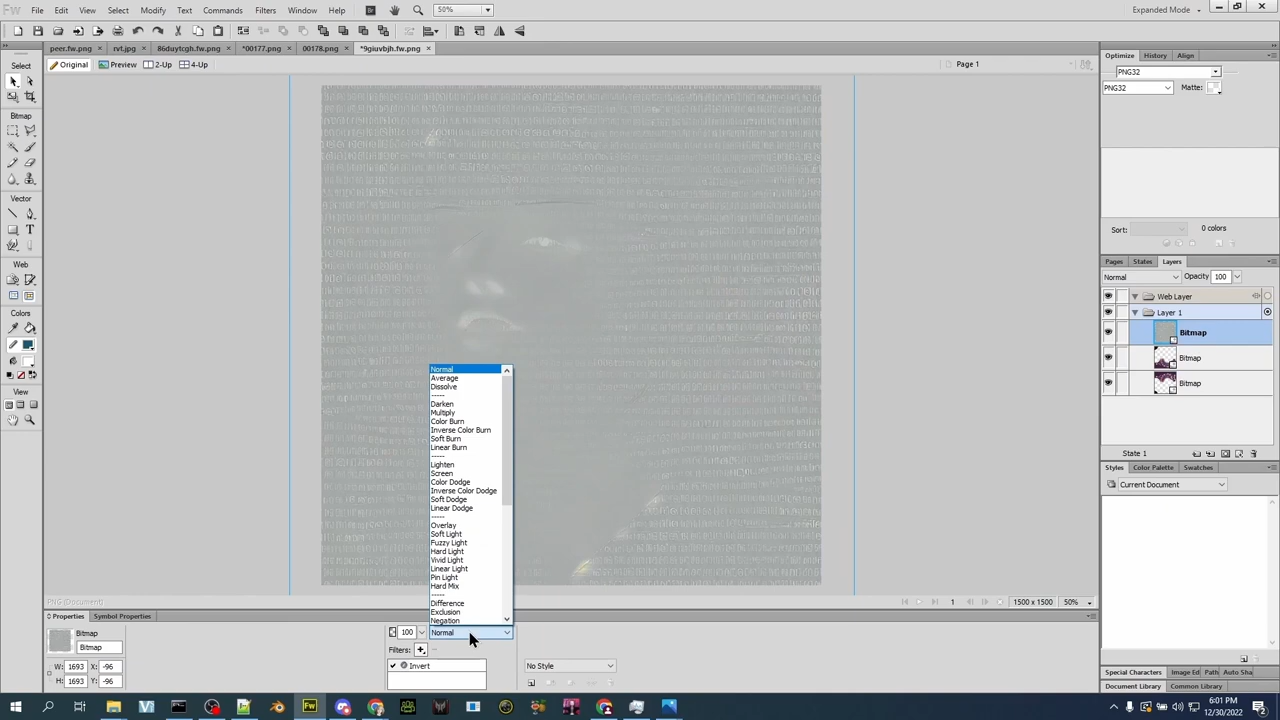 Fw File Edit View Select Modify Text Commands Filters Window Help Br 50% Expanded Mode
peer.fw.png rvt.jpg 86duytcgh.fw.png *00177.png 00178.png *9giuvbjh.fw.png
Original Preview 2-Up 4-Up Page 1
Select
Bitmap
Vector
Web
Colors
View
Normal
Average
Dissolve
-----
Darken
Multiply
Color Burn
Inverse Color Burn
Soft Burn
Linear Burn
-----
Lighten
Screen
Color Dodge
Inverse Color Dodge
Soft Dodge
Linear Dodge
-----
Overlay
Soft Light
Fuzzy Light
Hard Light
Vivid Light
Linear Light
Pin Light
Hard Mix
-----
Difference
Exclusion
Negation
PNG (Document) 1 1500 x 1500 50%
Properties Symbol Properties
Bitmap
Bitmap
100 Normal
Filters:
Invert
No Style
W: 1693 X: -96
H: 1693 Y: -96
Optimize History Align
PNG32
PNG32 Matte:
Sort: 0 colors
Pages States Layers
Normal Opacity 100
Web Layer
Layer 1
Bitmap
Bitmap
Bitmap
State 1
Styles Color Palette Swatches
Current Document
Special Characters Image Ed Path Auto Sha
Document Library Common Library
6:01 PM
12/30/2022